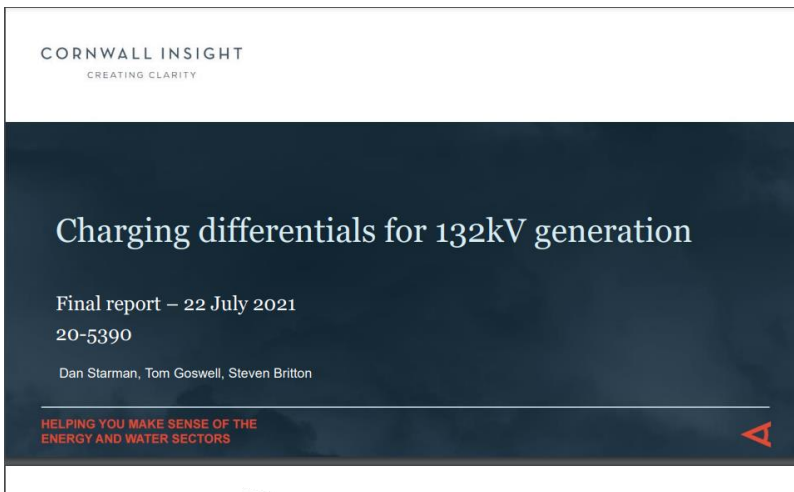 CORNWALL INSIGHT
CREATING CLARITY
Charging differentials for 132kV generation
Final report – 22 July 2021
20-5390
Dan Starman, Tom Goswell, Steven Britton
HELPING YOU MAKE SENSE OF THE
ENERGY AND WATER SECTORS